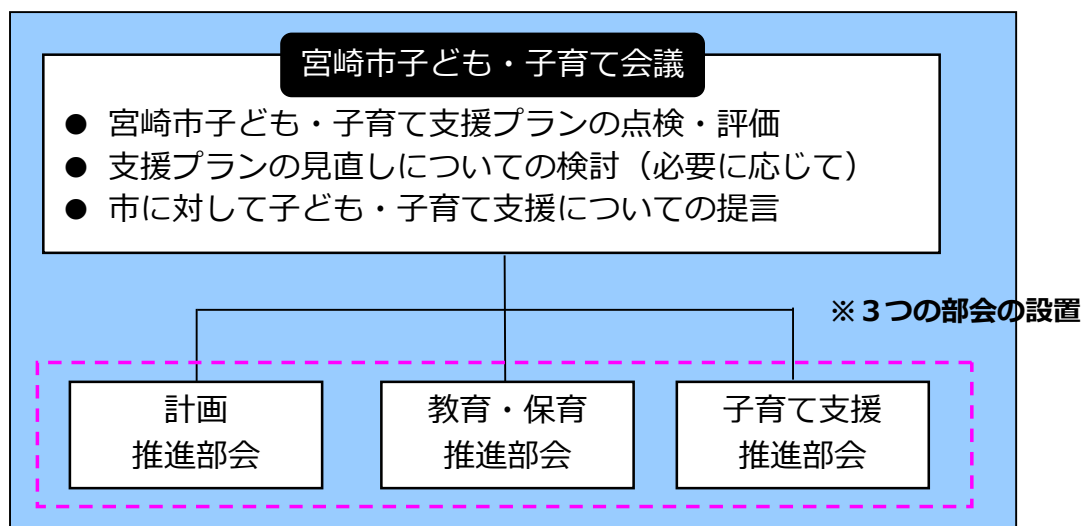 宮崎市子ども・子育て会議
● 宮崎市子ども・子育て支援プランの点検・評価
● 支援プランの見直しについての検討（必要に応じて）
● 市に対して子ども・子育て支援についての提言
※３つの部会の設置
計画
推進部会
教育・保育
推進部会
子育て支援
推進部会